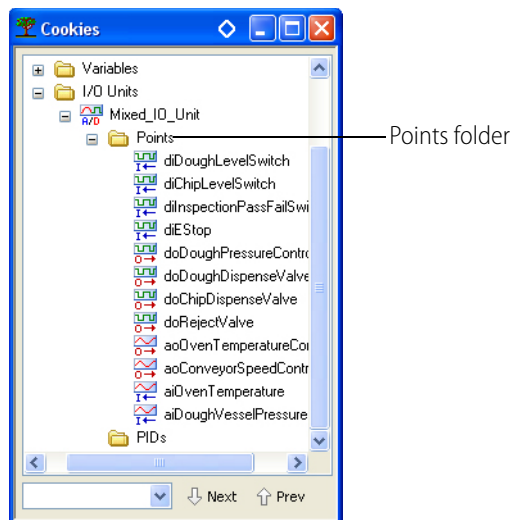 Cookies
Variables
I/O Units
A/D Mixed_IO_Unit
Points
Points folder
diDoughLevelSwitch
diChipLevelSwitch
diInspectionPassFailSwi
diEStop
doDoughPressureContro
doDoughDispenseValve
doChipDispenseValve
doRejectValve
aoOvenTemperatureCor
aoConveyorSpeedContr
aiOvenTemperature
aiDoughVesselPressure
PIDs
Next Prev